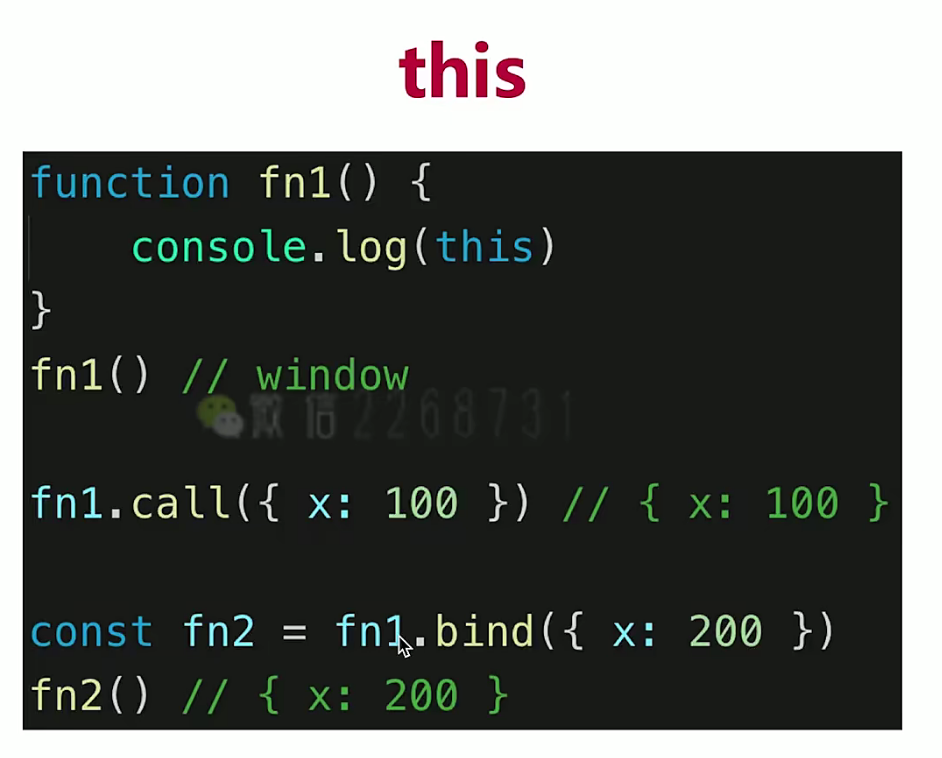 this
function fn1() {
    console.log(this)
}
fn1() // window
微信2268731
fn1.call({ x: 100 }) // { x: 100 }
const fn2 = fn1.bind({ x: 200 })
fn2() // { x: 200 }